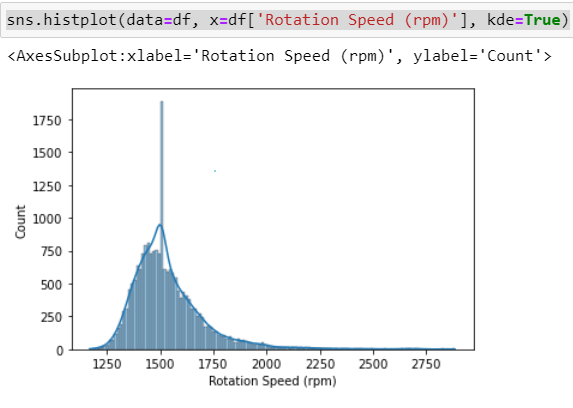 sns.histplot(data=df, x=df['Rotation Speed (rpm)'], kde=True)
<AxesSubplot:xlabel='Rotation Speed (rpm)', ylabel='Count'>
1750
1500
1250
1000
750
500
250
0
Count
1250 1500 1750 2000 2250 2500 2750
Rotation Speed (rpm)